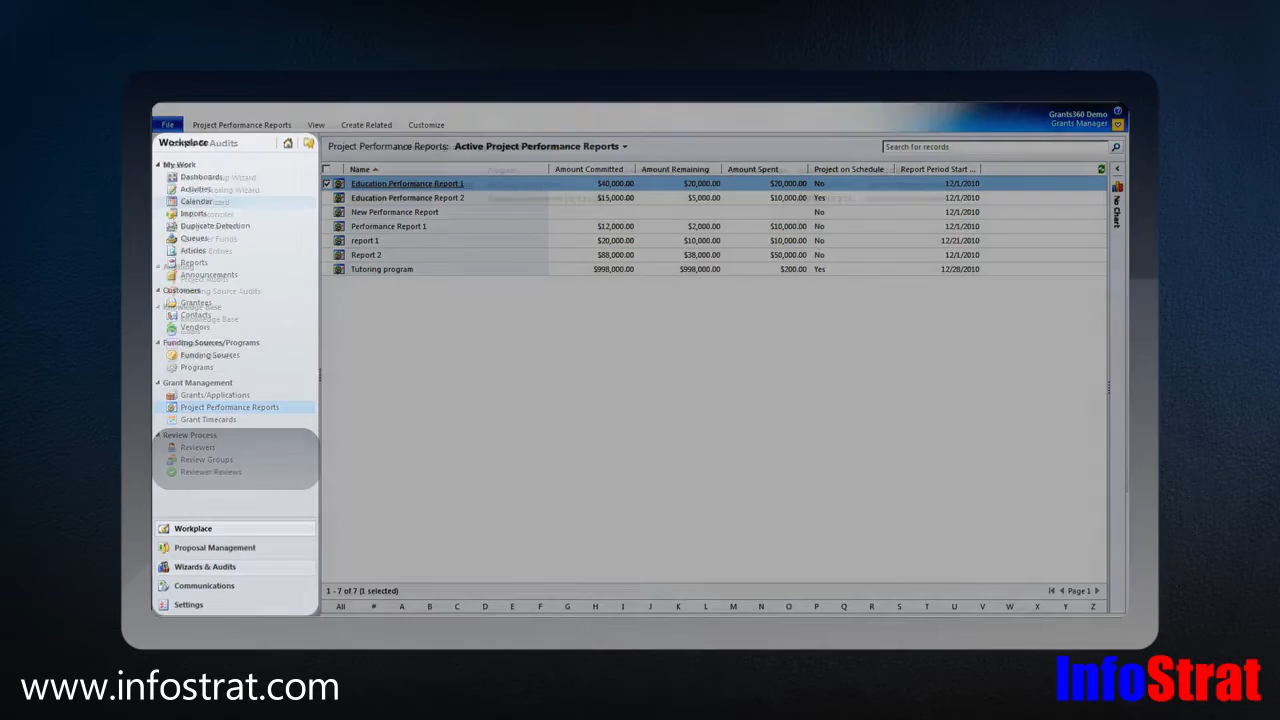 Grants360 Demo
Grants Manager
File Project Performance Reports View Create Related Customize
Workplace
Project Performance Reports: Active Project Performance Reports
Search for records
Name Amount Committed Amount Remaining Amount Spent Project on Schedule Report Period Start ...
Education Performance Report 1 $40,000.00 $20,000.00 $20,000.00 No 12/1/2010
Education Performance Report 2 $15,000.00 $5,000.00 $10,000.00 Yes 12/1/2010
New Performance Report No 12/1/2010
Performance Report 1 $12,000.00 $2,000.00 $10,000.00 No 12/1/2010
report 1 $20,000.00 $10,000.00 $10,000.00 No 12/21/2010
Report 2 $88,000.00 $38,000.00 $50,000.00 No 12/1/2010
Tutoring program $998,000.00 $998,000.00 $200.00 Yes 12/28/2010
No Chart
My Work
Dashboards
Activities
Calendar
Imports
Duplicate Detection
Queues
Articles
Reports
Announcements
Customers
Grantees
Contacts
Vendors
Funding Sources/Programs
Funding Sources
Programs
Grant Management
Grants/Applications
Project Performance Reports
Grant Timecards
Review Process
Reviewers
Review Groups
Reviewer Reviews
Workplace
Proposal Management
Wizards & Audits
Communications
Settings
1 - 7 of 7 (1 selected)
Page 1
All # A B C D E F G H I J K L M N O P Q R S T U V W X Y Z
www.infostrat.com
InfoStrat